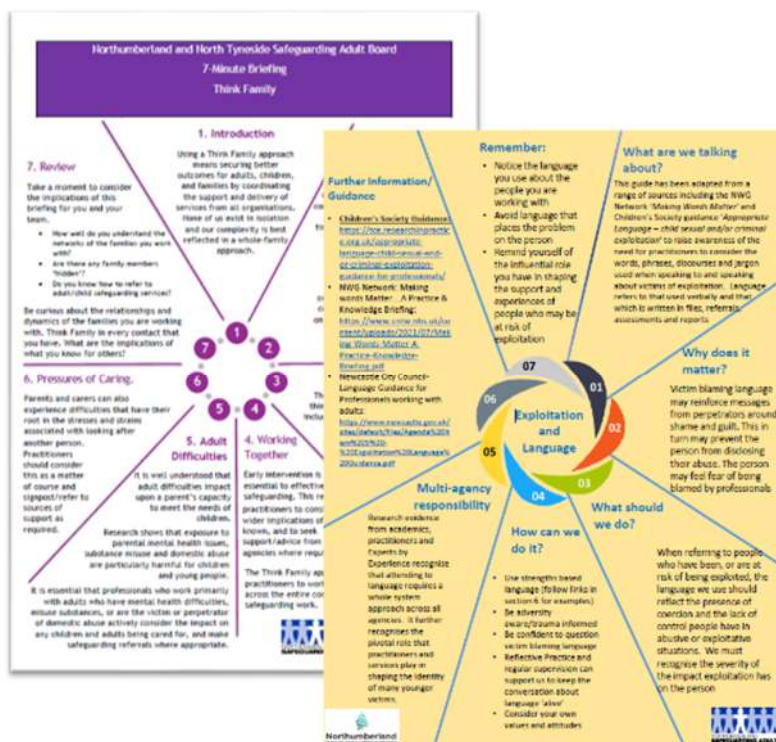 Northumberland and North Tyneside Safeguarding Adult Board
7-Minute Briefing
Think Family
1. Introduction
Using a Think Family approach
means securing better
outcomes for adults, children,
and families by coordinating
the support and delivery of
services from all organisations.
None of us exist in isolation
and our complexity is best
reflected in a whole-family
approach.
7. Review
Take a moment to consider
the implications of this
briefing for you and your
team.
• How well do you understand the
networks of the families you work
with?
• Are there any family members
'hidden'?
• Do you know how to refer to
adult/child safeguarding services?
Be curious about the relationships and
dynamics of the families you are working
with. Think Family in every contact that
you have. What are the implications of
what you know for others?
1
2
3
4
5
6
7
6. Pressures of Caring.
Parents and carers can also
experience difficulties that have
their root in the stresses and strains
associated with looking after
another person.
Practitioners
should consider
this as a matter
of course and
signpost/refer to
sources of
support as
required.
5. Adult
Difficulties
It is well understood that
adult difficulties impact
upon a parent's capacity
to meet the needs of
children.
Research shows that exposure to
parental mental health issues,
substance misuse and domestic abuse
are particularly harmful for children
and young people.
It is essential that professionals who work primarily
with adults who have mental health difficulties,
misuse substances, or are the victim or perpetrator
of domestic abuse actively consider the impact on
any children and adults being cared for, and make
safeguarding referrals where appropriate.
4. Working
Together
Early intervention is
essential to effective
safeguarding. This re
practitioners to cons
wider implications of
known, and to seek
support/advice from
agencies where requ
The Think Family app
practitioners to work
across the entire co
safeguarding work.
Further Information/
Guidance
• Children's Society Guidance:
https://tce.researchinpractic
e.org.uk/appropriate-
language-child-sexual-and-
or-criminal-exploitation-
guidance-for-professionals/
• NWG Network: Making
words Matter . A Practice &
Knowledge Briefing:
• Newcastle City Council-
Language Guidance for
Professionals working with
adults:
Remember:
• Notice the language
you use about the
people you are
working with
• Avoid language that
places the problem
on the person
• Remind yourself of
the influential role
you have in shaping
the support and
experiences of
people who may be
at risk of
exploitation
What are we talking
about?
This guide has been adapted from a
range of sources including the NWG
Network 'Making Words Matter' and
Children's Society guidance 'Appropriate
Language – child sexual and/or criminal
exploitation' to raise awareness of the
need for practitioners to consider the
words, phrases, discourses and jargon
used when speaking to and speaking
about victims of exploitation. Language
refers to that used verbally and that
which is written in files, referrals,
assessments and reports
Why does it
matter?
Victim blaming language
may reinforce messages
from perpetrators around
shame and guilt. This in
turn may prevent the
person from disclosing
their abuse. The person
may feel fear of being
blamed by professionals
Exploitation
and
Language
01
02
03
04
05
06
07
What should
we do?
When referring to people
who have been, or are at
risk of being exploited, the
language we use should
reflect the presence of
coercion and the lack of
control people have in
abusive or exploitative
situations. We must
recognise the severity of
the impact exploitation has
on the person
How can we
do it?
• Use strengths based
language (follow links in
section 6 for examples)
• Be adversity
aware/trauma informed
• Be confident to question
victim blaming language
• Reflective Practice and
regular supervision can
support us to keep the
conversation about
language 'alive'
• Consider your own
values and attitudes
Multi-agency
responsibility
Research evidence
from academics,
practitioners and
Experts by
Experience recognise
that attending to
language requires a
whole system
approach across all
agencies. It further
recognises the
pivotal role that
practitioners and
services play in
shaping the identity
of many younger
victims.
Northumberland